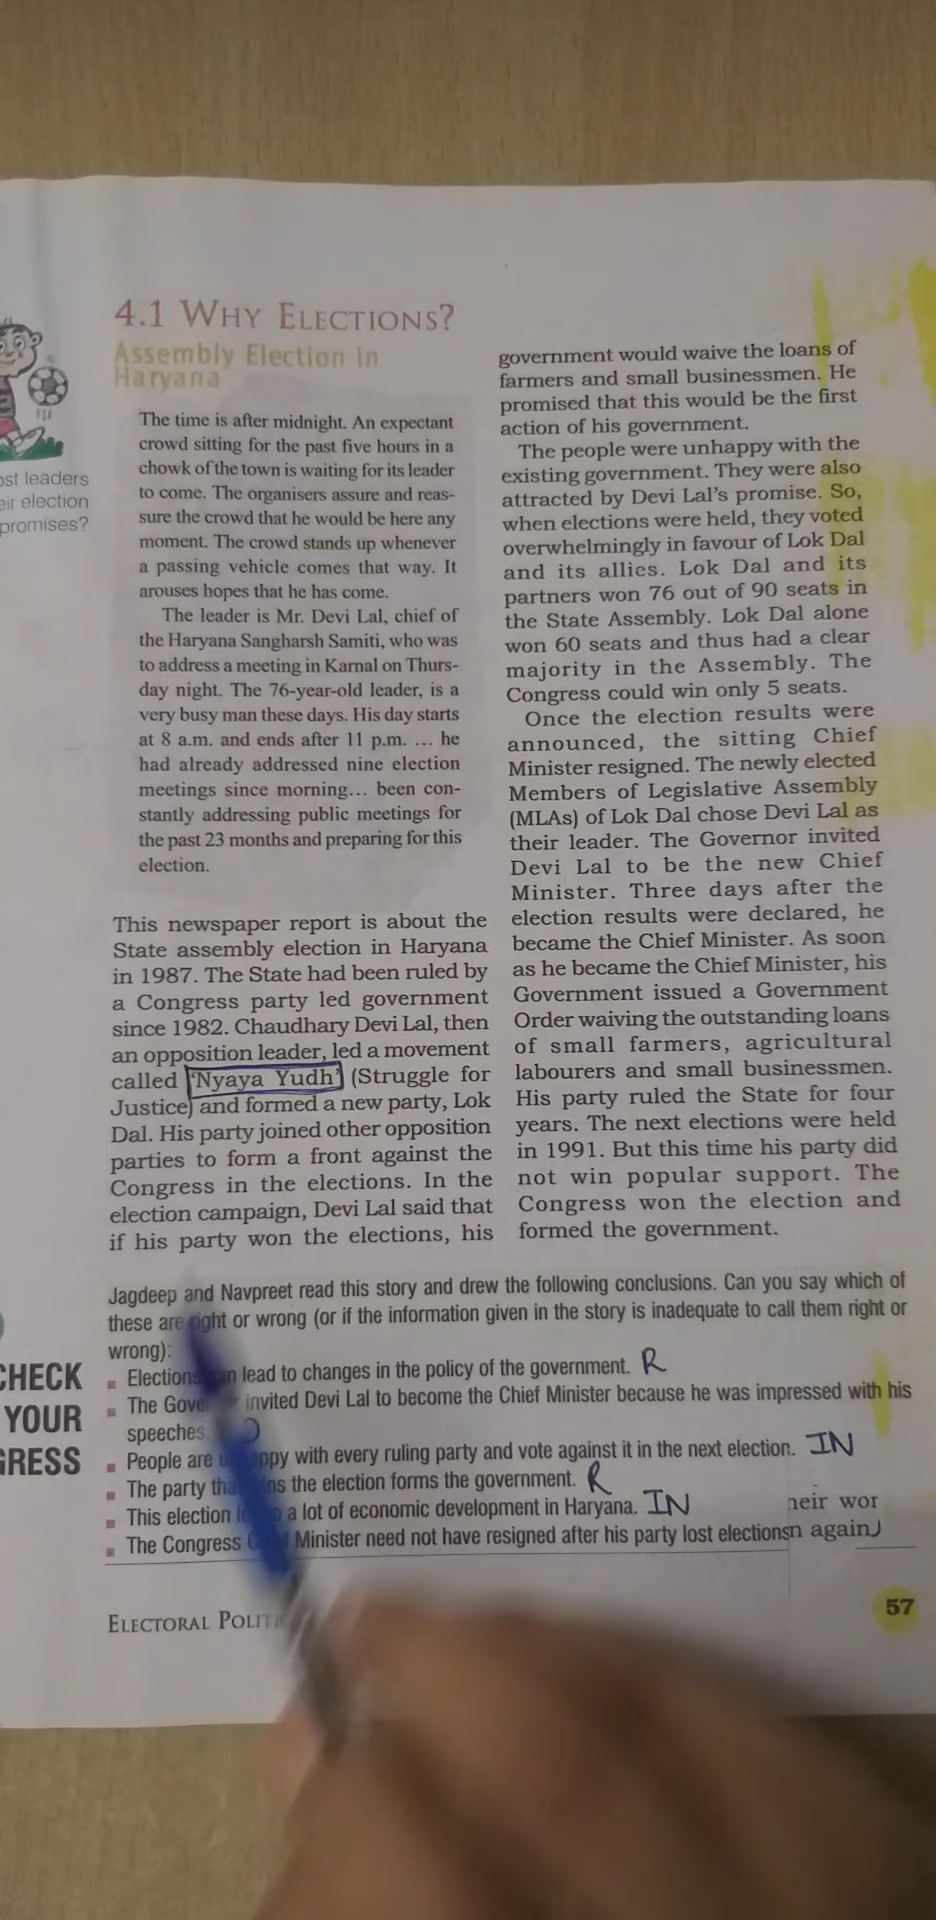 4.1 WHY ELECTIONS?
Assembly Election in
Haryana
The time is after midnight. An expectant
crowd sitting for the past five hours in a
chowk of the town is waiting for its leader
to come. The organisers assure and reas-
sure the crowd that he would be here any
moment. The crowd stands up whenever
a passing vehicle comes that way. It
arouses hopes that he has come.
The leader is Mr. Devi Lal, chief of
the Haryana Sangharsh Samiti, who was
to address a meeting in Karnal on Thurs-
day night. The 76-year-old leader, is a
very busy man these days. His day starts
at 8 a.m. and ends after 11 p.m. ... he
had already addressed nine election
meetings since morning... been con-
stantly addressing public meetings for
the past 23 months and preparing for this
election.
This newspaper report is about the
State assembly election in Haryana
in 1987. The State had been ruled by
a Congress party led government
since 1982. Chaudhary Devi Lal, then
an opposition leader, led a movement
called 'Nyaya Yudh' (Struggle for
Justice) and formed a new party, Lok
Dal. His party joined other opposition
parties to form a front against the
Congress in the elections. In the
election campaign, Devi Lal said that
if his party won the elections, his
government would waive the loans of
farmers and small businessmen. He
promised that this would be the first
action of his government.
The people were unhappy with the
existing government. They were also
attracted by Devi Lal's promise. So,
when elections were held, they voted
overwhelmingly in favour of Lok Dal
and its allies. Lok Dal and its
partners won 76 out of 90 seats in
the State Assembly. Lok Dal alone
won 60 seats and thus had a clear
majority in the Assembly. The
Congress could win only 5 seats.
Once the election results were
announced, the sitting Chief
Minister resigned. The newly elected
Members of Legislative Assembly
(MLAs) of Lok Dal chose Devi Lal as
their leader. The Governor invited
Devi Lal to be the new Chief
Minister. Three days after the
election results were declared, he
became the Chief Minister. As soon
as he became the Chief Minister, his
Government issued a Government
Order waiving the outstanding loans
of small farmers, agricultural
labourers and small businessmen.
His party ruled the State for four
years. The next elections were held
in 1991. But this time his party did
not win popular support. The
Congress won the election and
formed the government.
leaders
election
promises?
Jagdeep and Navpreet read this story and drew the following conclusions. Can you say which of
these are right or wrong (or if the information given in the story is inadequate to call them right or
wrong):
Elections lead to changes in the policy of the government. R
The invited Devi Lal to become the Chief Minister because he was impressed with his
speeches.
People are with every ruling party and vote against it in the next election. IN
The party the election forms the government. R
This election a lot of economic development in Haryana. IN
The Congress Minister need not have resigned after his party lost elections
again
CHECK
YOUR
ELECTORAL
57